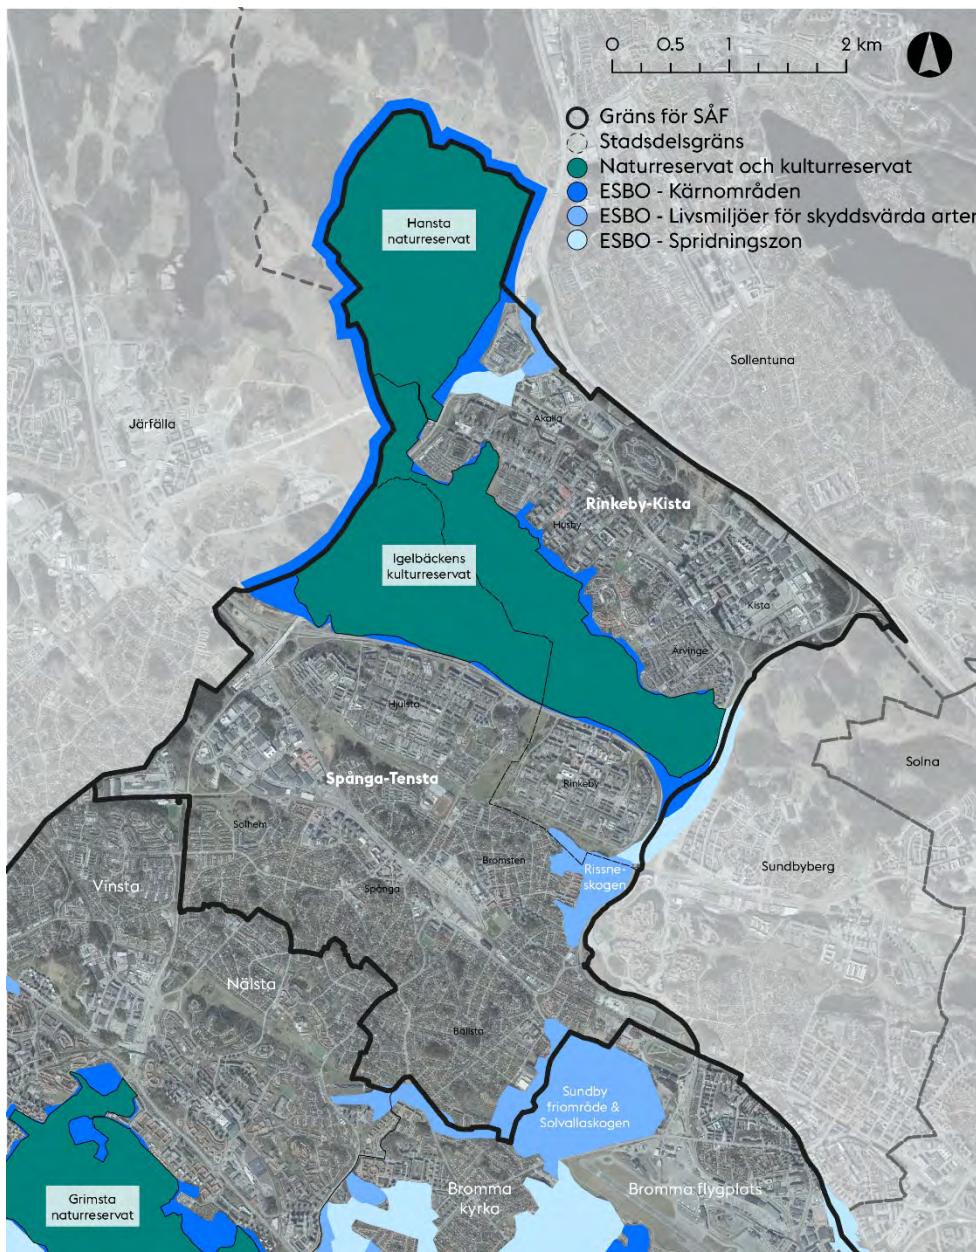 0 0.5 1 2 km
Gräns för SÅF
Stadsdelsgräns
Naturreservat och kulturreservat
ESBO - Kärnområden
ESBO - Livsmiljöer för skyddsvärda arter
ESBO - Spridningszon
Hansta
naturreservat
Sollentuna
Järfälla
Akalla
Rinkeby-Kista
Husby
Igelbäckens
kulturreservat
Kista
Ärvinge
Hjulsta
Solna
Spånga-Tensta
Rinkeby
Solhem
Bromsten
Vinsta
Rissne-
skogen
Sundbyberg
Spånga
Nälsta
Bällsta
Sundby
friområde &
Solvallaskogen
Bromma
kyrka
Bromma flygplats
Grimsta
naturreservat